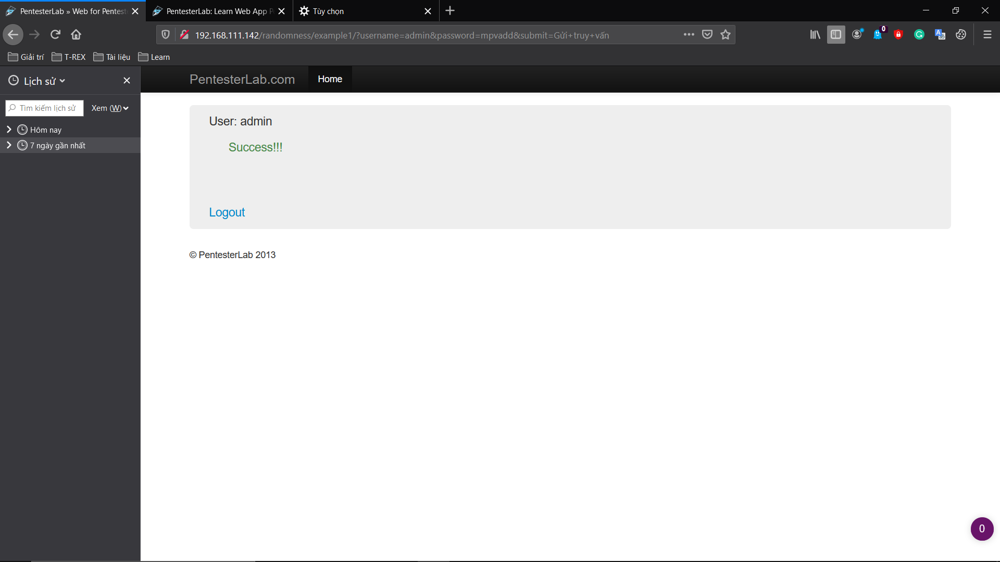 PentesterLab » Web for Pentest
PentesterLab: Learn Web App P
Tùy chọn
192.168.111.142/randomness/example1/?username=admin&password=mpvadd&submit=Gửi+truy+vấn
0
Giải trí
T-REX
Tài liệu
Learn
Lịch sử
PentesterLab.com
Home
Tìm kiếm lịch sử
Xem (W)
Hôm nay
7 ngày gần nhất
User: admin
Success!!!
Logout
© PentesterLab 2013
0